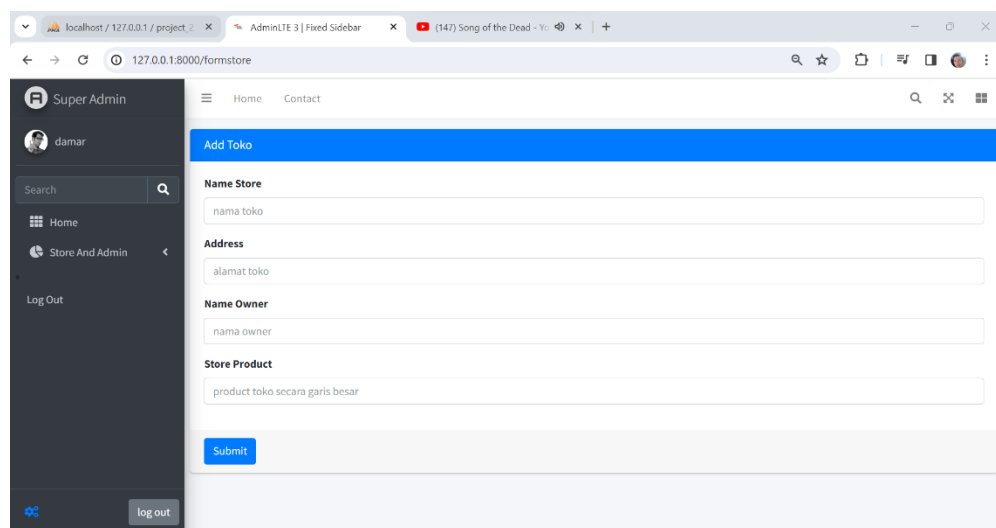 localhost / 127.0.0.1 / project_2
AdminLTE 3 | Fixed Sidebar
(147) Song of the Dead - Yo
127.0.0.1:8000/formstore
Super Admin
Home Contact
damar
Add Toko
Search
Name Store
nama toko
Home
Address
Store And Admin
alamat toko
Log Out
Name Owner
nama owner
Store Product
product toko secara garis besar
Submit
log out